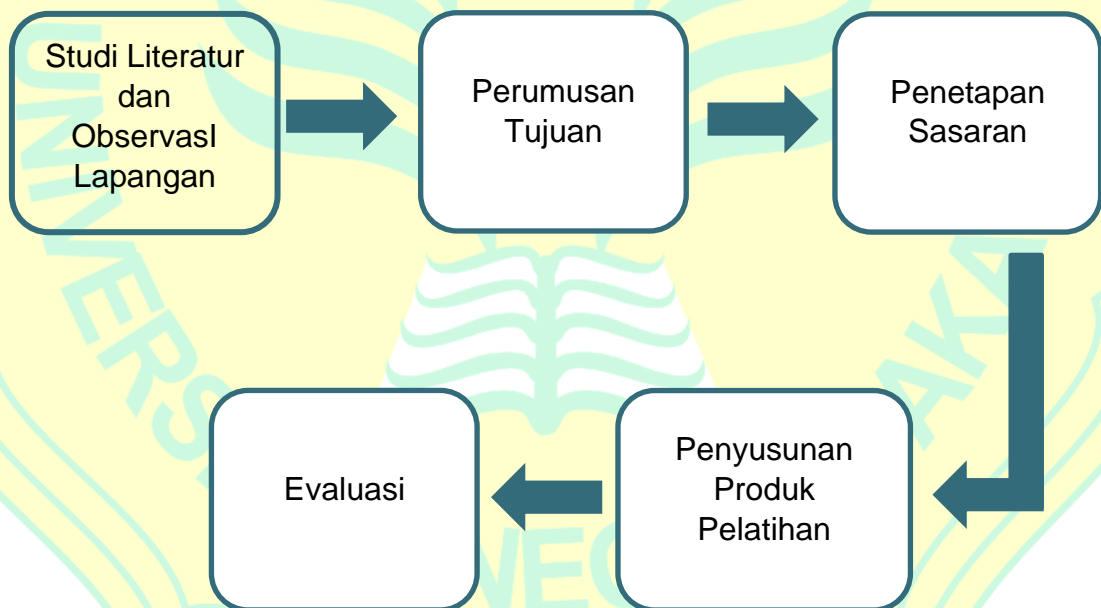 Studi Literatur
dan
ObservasI
Lapangan
Perumusan
Tujuan
Penetapan
Sasaran
Penyusunan
Produk
Pelatihan
Evaluasi